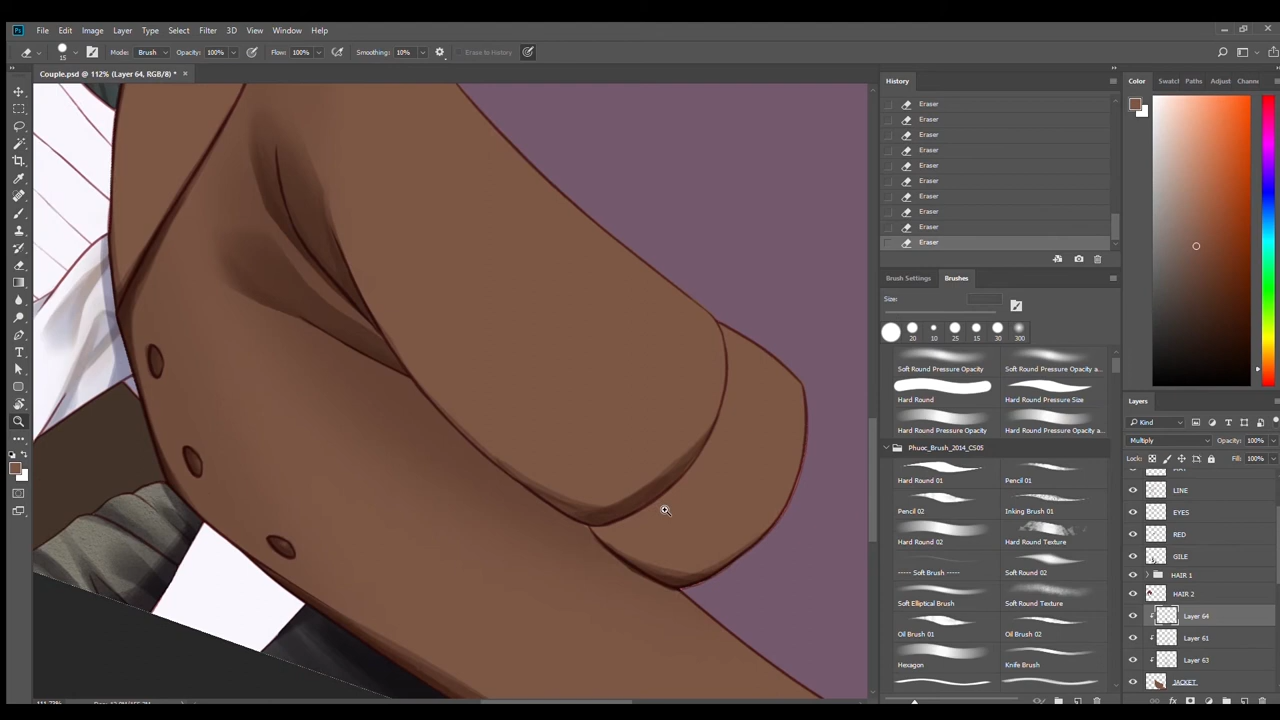 Ps File Edit Image Layer Type Select Filter 3D View Window Help
15 Mode: Brush Opacity: 100% Flow: 100% Smoothing: 10% Erase to History
Couple.psd @ 112% (Layer 64, RGB/8) * ×
History
Eraser
Eraser
Eraser
Eraser
Eraser
Eraser
Eraser
Eraser
Eraser
Eraser
Brush Settings Brushes
Size:
20 10 25 15 30 300
Soft Round Pressure Opacity Soft Round Pressure Opacity a...
Hard Round Hard Round Pressure Size
Hard Round Pressure Opacity Hard Round Pressure Opacity a...
Phuoc_Brush_2014_CS05
Hard Round 01 Pencil 01
Pencil 02 Inking Brush 01
Hard Round 02 Hard Round Texture
----- Soft Brush ----- Soft Round 02
Soft Elliptical Brush Soft Round Texture
Oil Brush 01 Oil Brush 02
Hexagon Knife Brush
Color Swatcl Paths Adjust Chann
Layers
Kind
Multiply Opacity: 100%
Lock: Fill: 100%
LINE
EYES
RED
GILE
HAIR 1
HAIR 2
Layer 64
Layer 61
Layer 63
JACKET